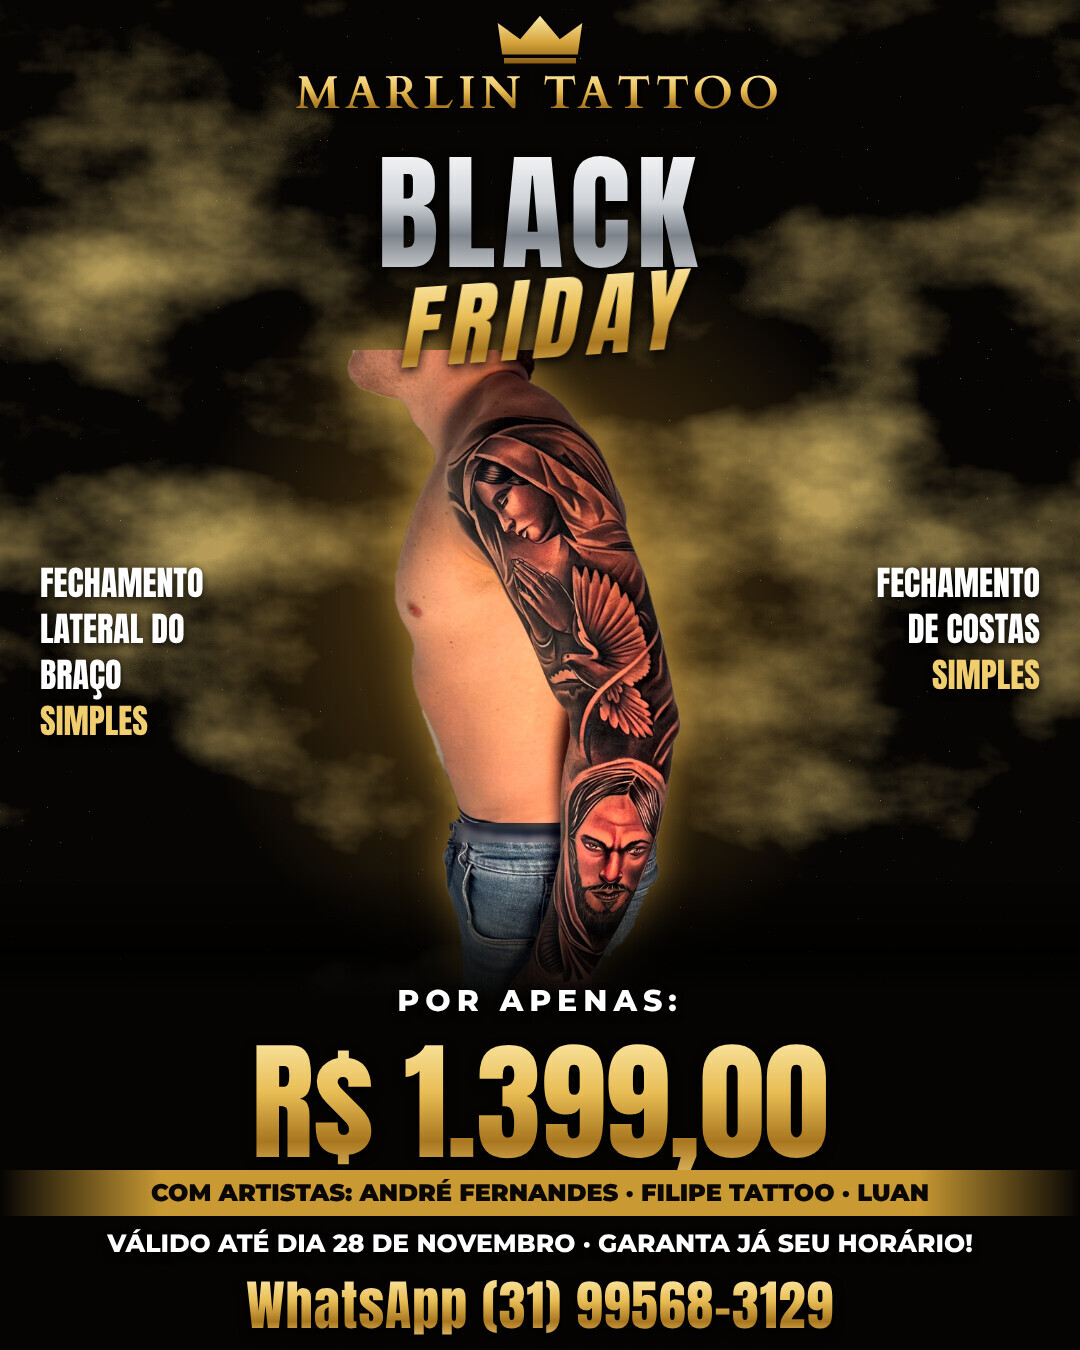 MARLIN TATTOO
BLACK
FRIDAY
FECHAMENTO
LATERAL DO
BRAÇO
SIMPLES
FECHAMENTO
DE COSTAS
SIMPLES
POR APENAS:
R$ 1.399,00
COM ARTISTAS: ANDRÉ FERNANDES • FILIPE TATTOO • LUAN
VÁLIDO ATÉ DIA 28 DE NOVEMBRO • GARANTA JÁ SEU HORÁRIO!
WhatsApp (31) 99568-3129